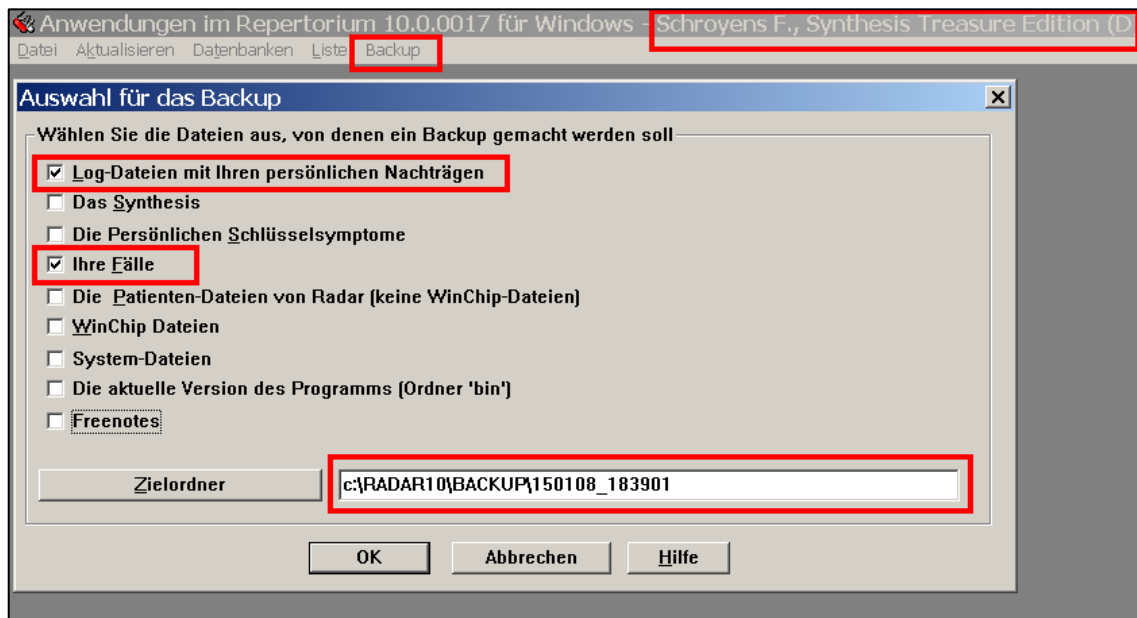 Anwendungen im Repertorium 10.0.0017 für Windows - Schroyens F., Synthesis Treasure Edition (D
Datei Aktualisieren Datenbanken Liste Backup
Auswahl für das Backup
Wählen Sie die Dateien aus, von denen ein Backup gemacht werden soll
Log-Dateien mit Ihren persönlichen Nachträgen
Das Synthesis
Die Persönlichen Schlüsselsymptome
Ihre Fälle
Die Patienten-Dateien von Radar (keine WinChip-Dateien)
WinChip Dateien
System-Dateien
Die aktuelle Version des Programms (Ordner 'bin')
Freenotes
Zielordner c:\RADAR10\BACKUP\150108_183901
OK Abbrechen Hilfe